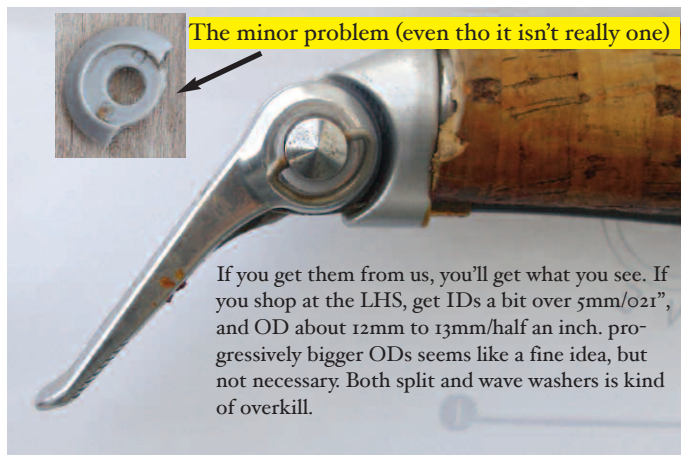 The minor problem (even tho it isn't really one)
If you get them from us, you'll get what you see. If
you shop at the LHS, get IDs a bit over 5mm/021”,
and OD about 12mm to 13mm/half an inch. pro-
gressively bigger ODs seems like a fine idea, but
not necessary. Both split and wave washers is kind
of overkill.